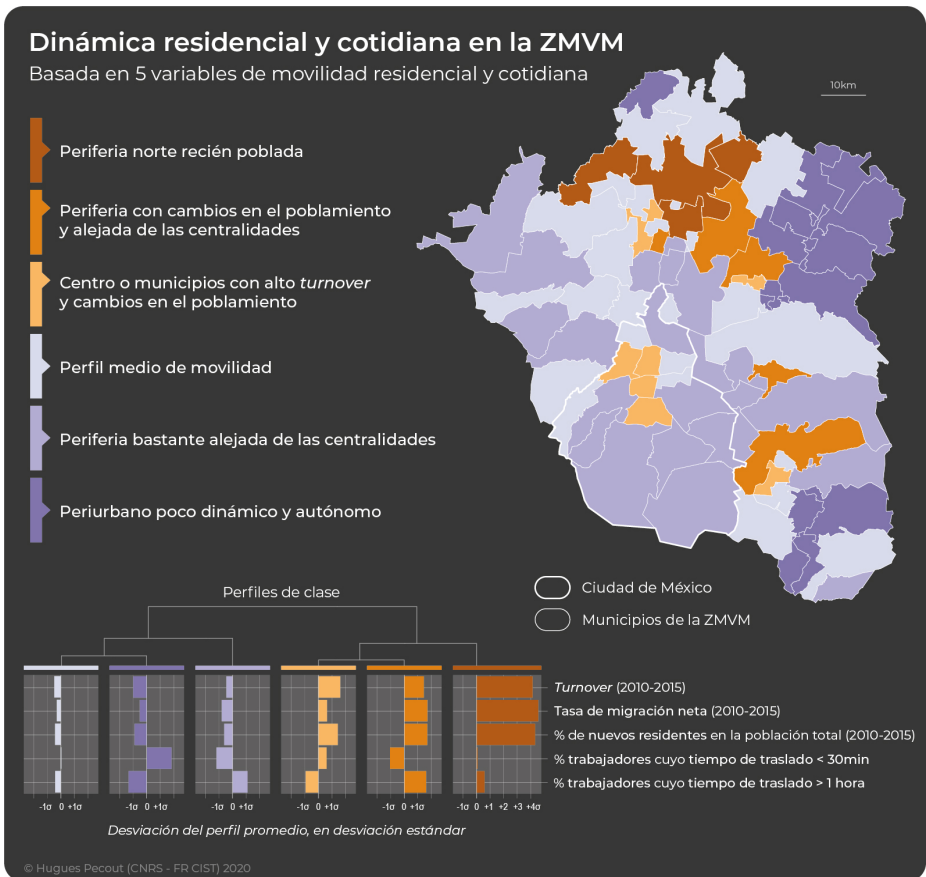 Dinámica residencial y cotidiana en la ZMVM
Basada en 5 variables de movilidad residencial y cotidiana
10km
Periferia norte recién poblada
Periferia con cambios en el poblamiento
y alejada de las centralidades
Centro o municipios con alto turnover
y cambios en el poblamiento
Perfil medio de movilidad
Periferia bastante alejada de las centralidades
Periurbano poco dinámico y autónomo
Ciudad de México
Municipios de la ZMVM
Perfiles de clase
Turnover (2010-2015)
Tasa de migración neta (2010-2015)
% de nuevos residentes en la población total (2010-2015)
% trabajadores cuyo tiempo de traslado < 30min
% trabajadores cuyo tiempo de traslado > 1 hora
-1σ 0 +1σ -1σ 0 +1σ -1σ 0 +1σ -1σ 0 +1σ -1σ 0 +1σ -1σ 0 +1 +2 +3 +4σ
Desviación del perfil promedio, en desviación estándar
© Hugues Pecout (CNRS - FR CIST) 2020